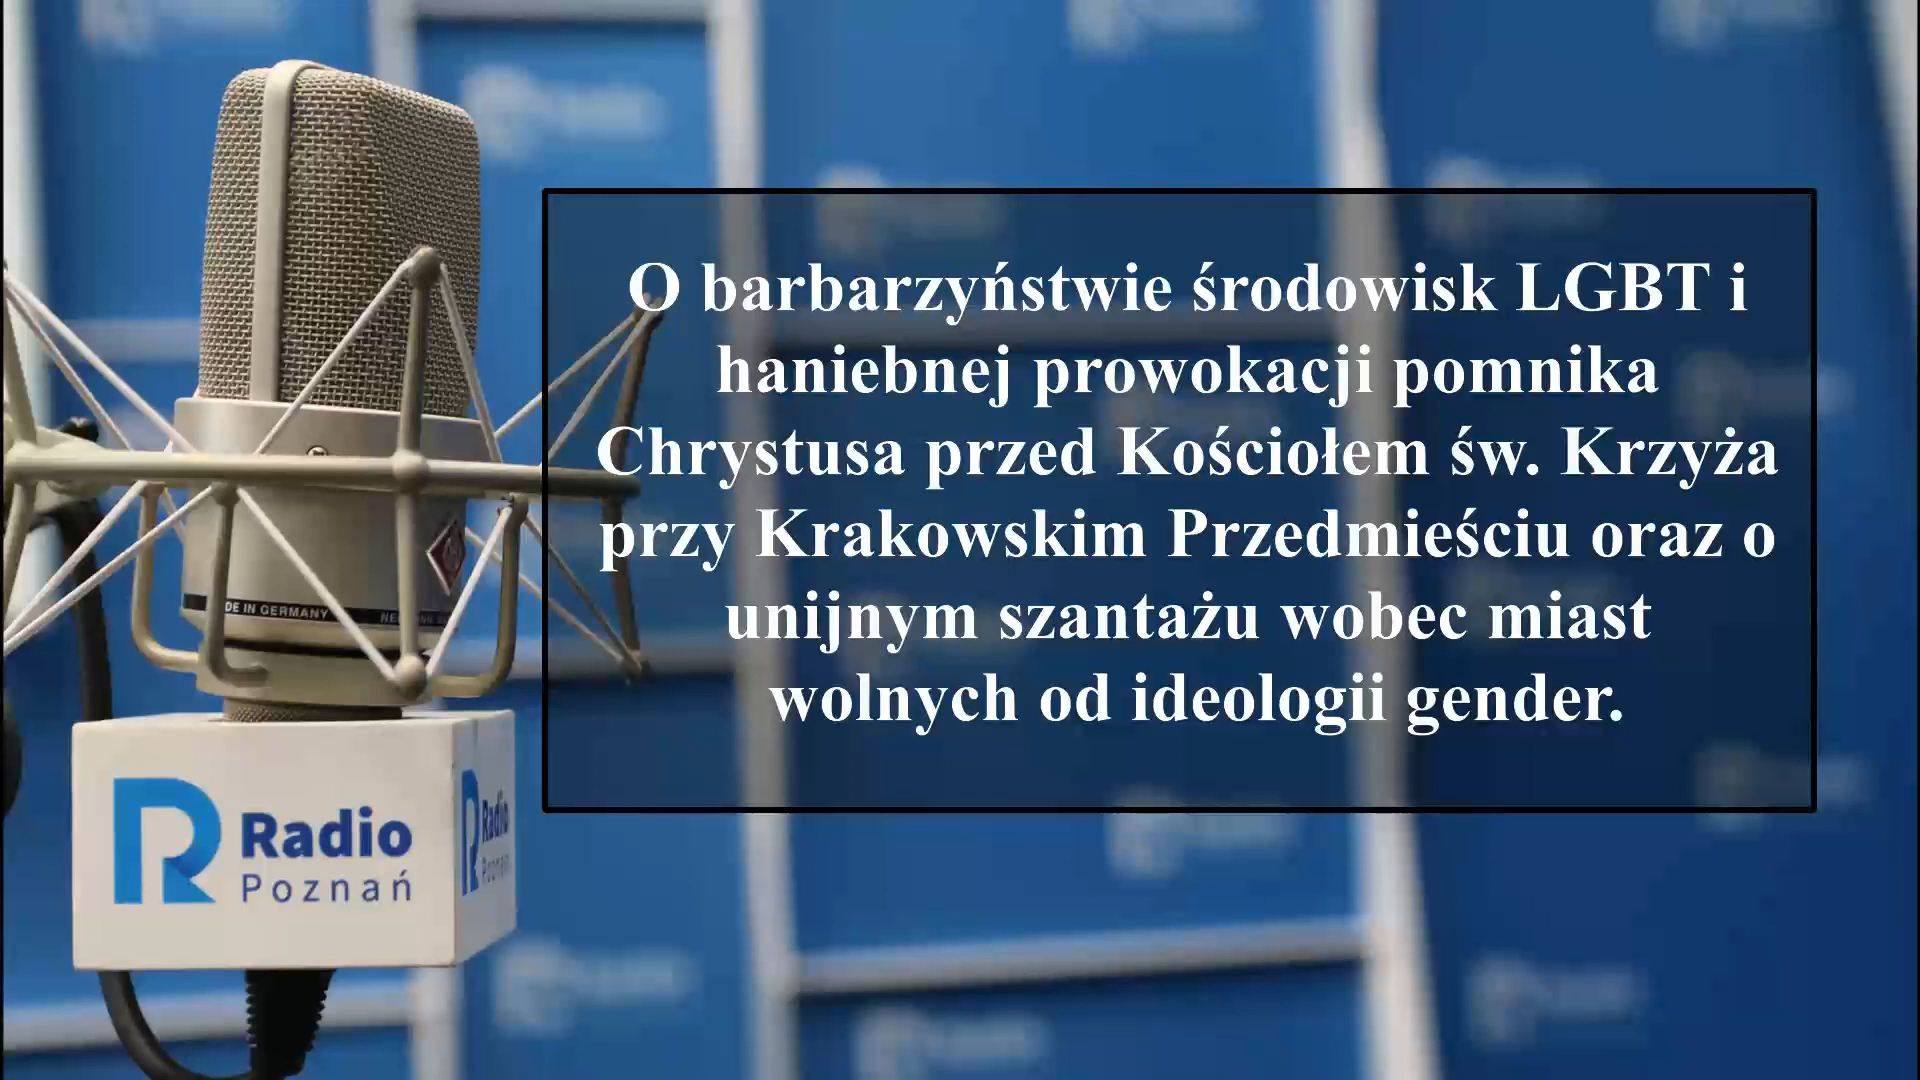 O barbarzyństwie środowisk LGBT i
haniebnej prowokacji pomnika
Chrystusa przed Kościołem św. Krzyża
przy Krakowskim Przedmieściu oraz o
unijnym szantażu wobec miast
wolnych od ideologii gender.
DE IN GERMANY
Radio
Poznań
Radio
Poznań